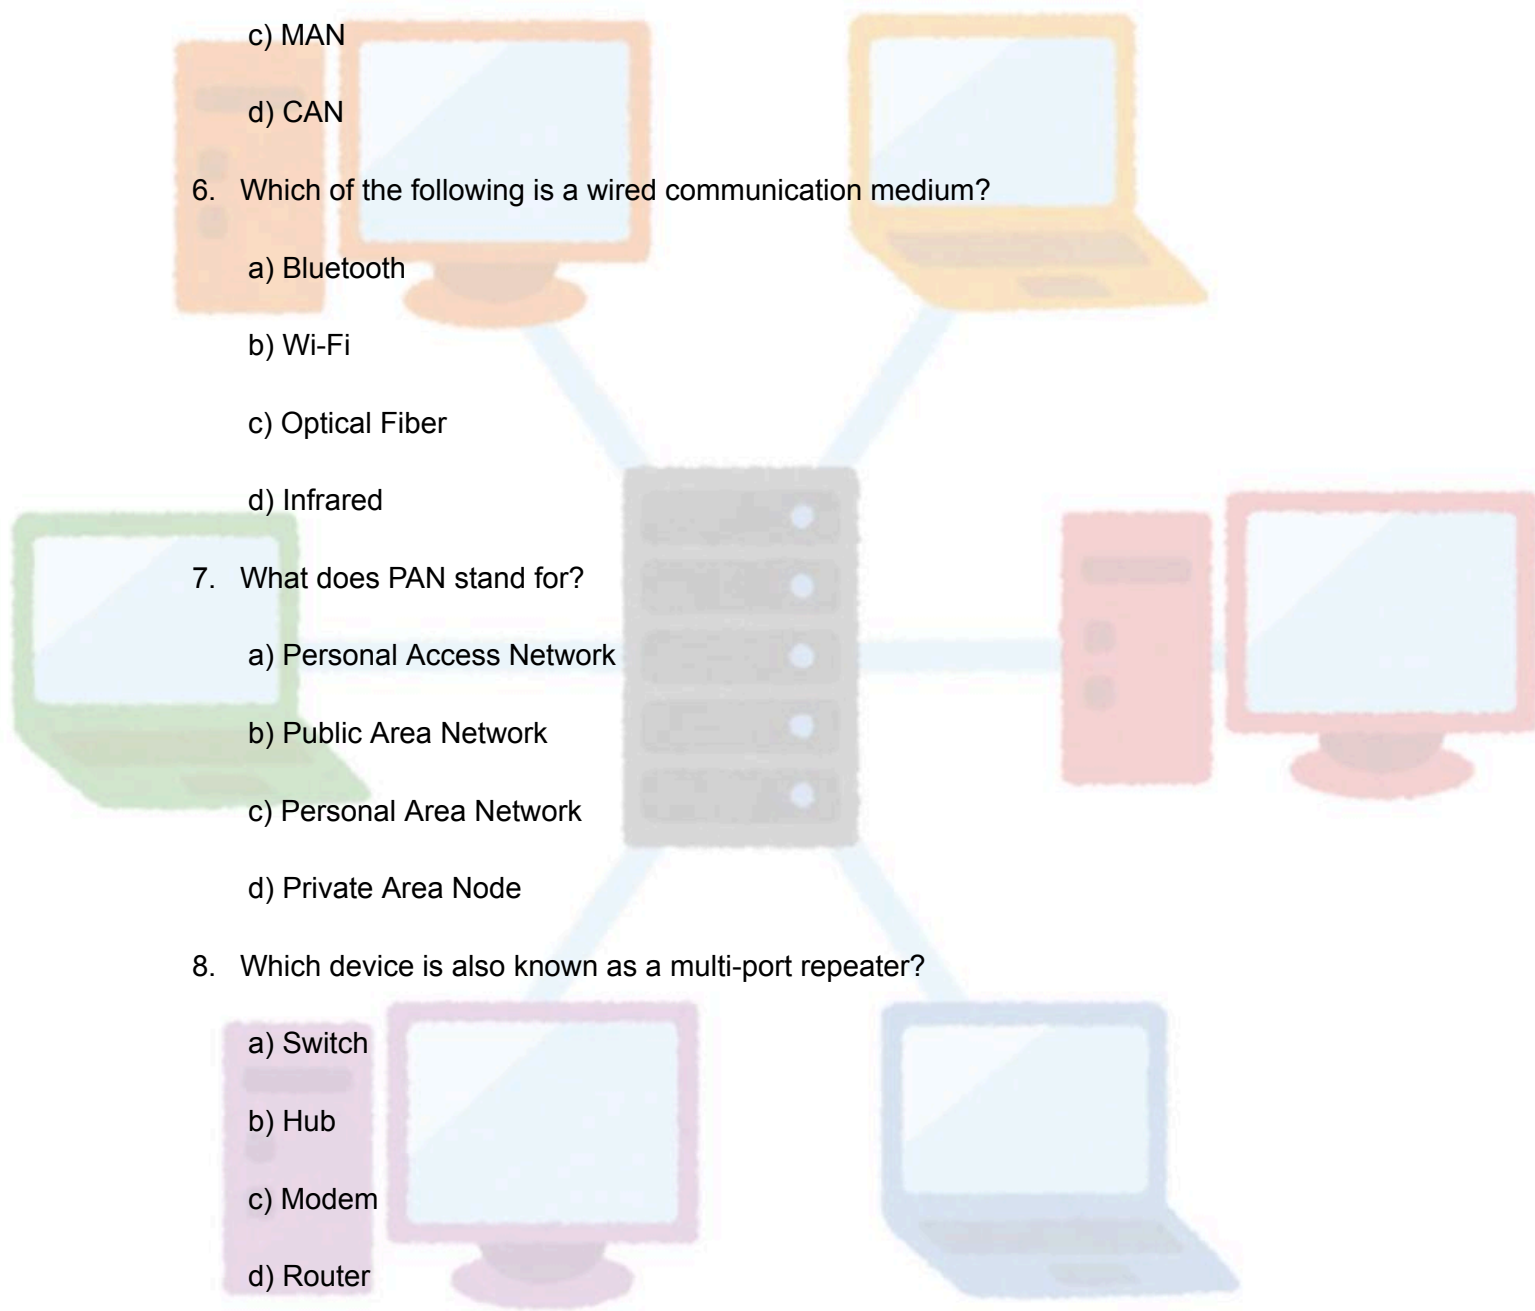 c) MAN
d) CAN
6. Which of the following is a wired communication medium?
a) Bluetooth
b) Wi-Fi
c) Optical Fiber
d) Infrared
7. What does PAN stand for?
a) Personal Access Network
b) Public Area Network
c) Personal Area Network
d) Private Area Node
8. Which device is also known as a multi-port repeater?
a) Switch
b) Hub
c) Modem
d) Router